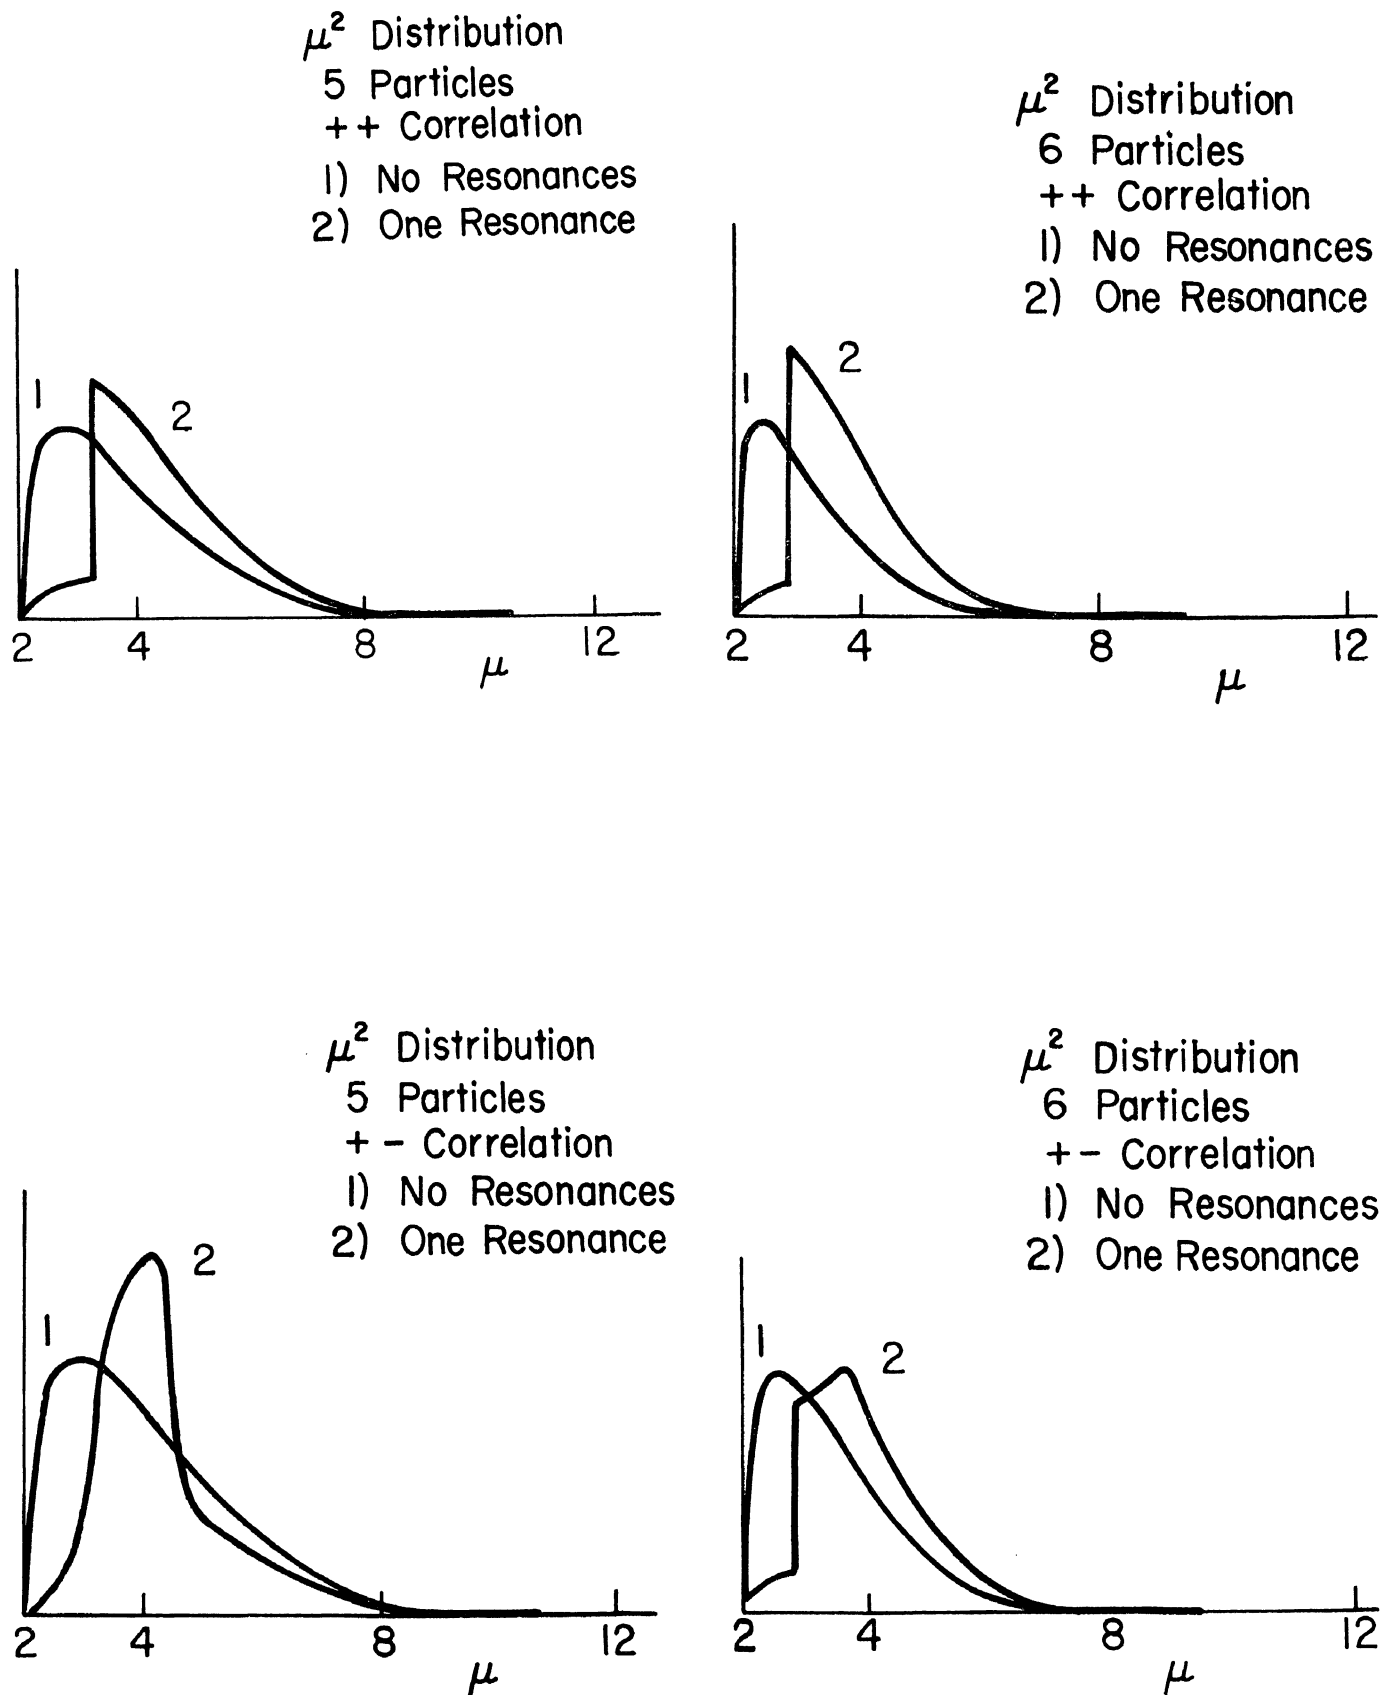 μ² Distribution
5 Particles
++ Correlation
1) No Resonances
2) One Resonance
1
2
2 4 8 12
μ
μ² Distribution
6 Particles
++ Correlation
1) No Resonances
2) One Resonance
1
2
2 4 8 12
μ
μ² Distribution
5 Particles
+- Correlation
1) No Resonances
2) One Resonance
1
2
2 4 8 12
μ
μ² Distribution
6 Particles
+- Correlation
1) No Resonances
2) One Resonance
1
2
2 4 8 12
μ